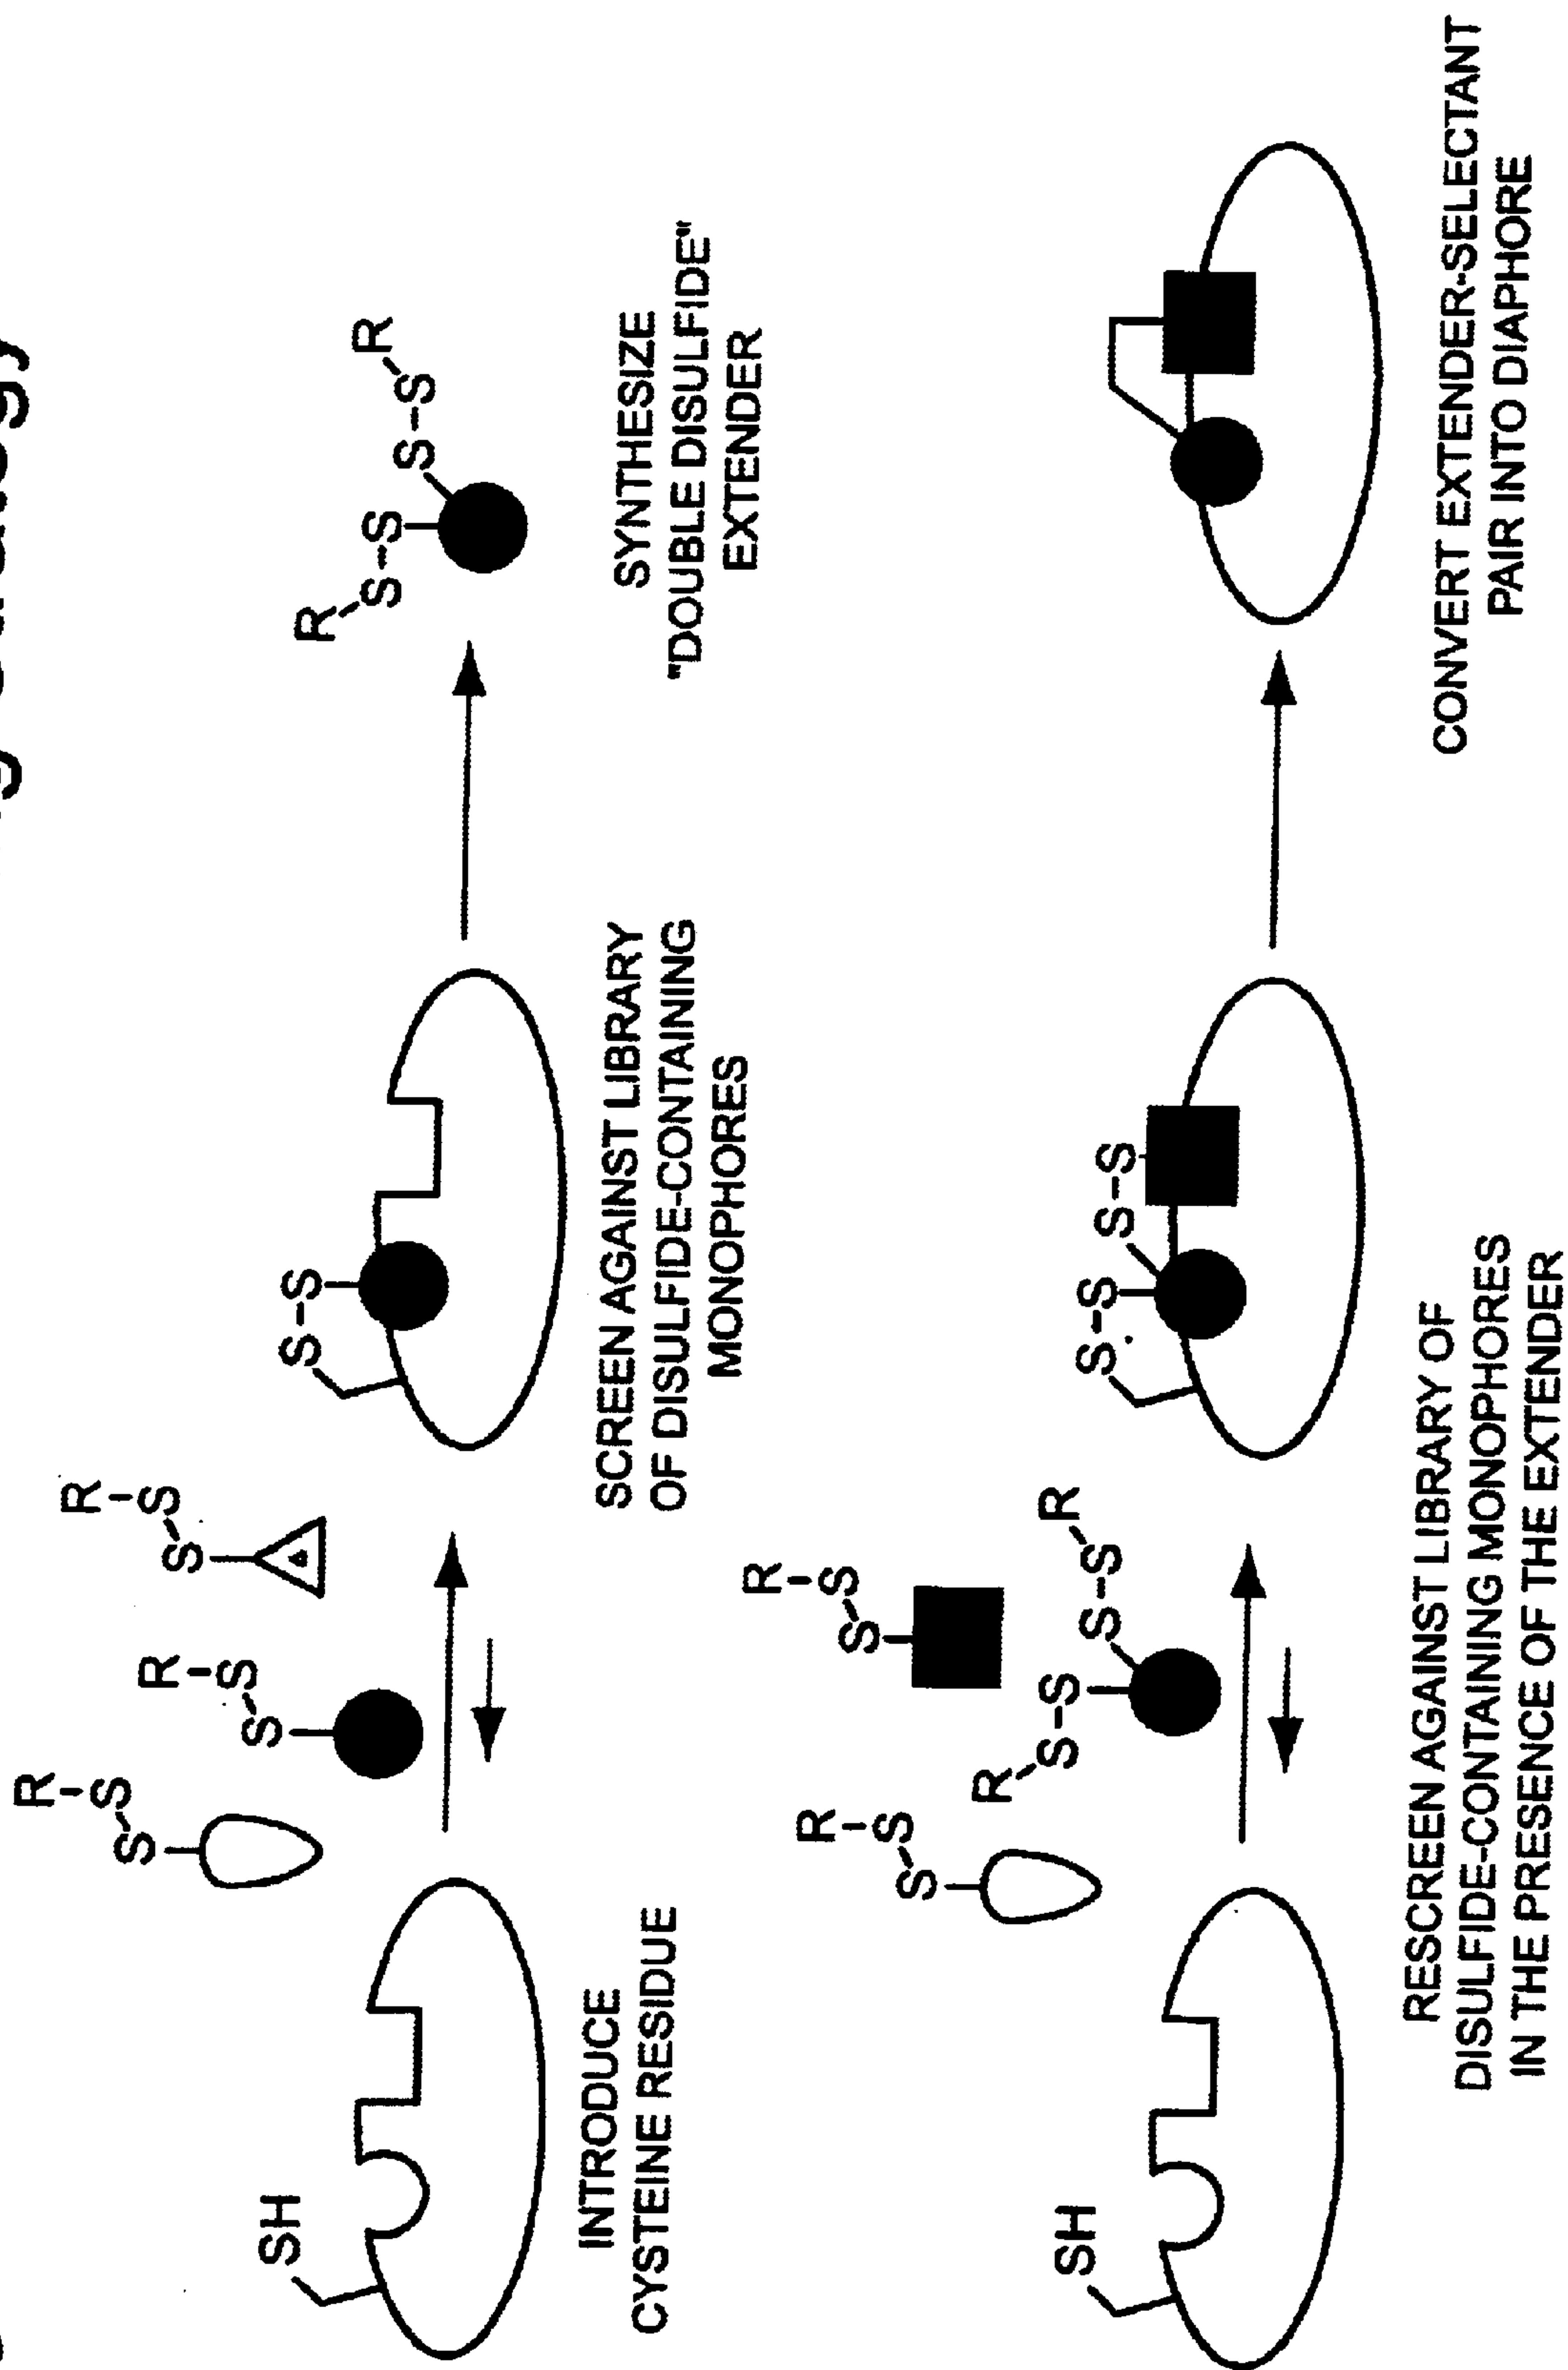 SH
INTRODUCE
CYSTEINE RESIDUE
R-S
S
R-S
S
R-S
S
S-S
SCREEN AGAINST LIBRARY
OF DISULFIDE-CONTAINING
MONOPHORES
R-S-S
S-S-R
SYNTHESIZE
"DOUBLE DISULFIDE"
EXTENDER
SH
R-S
S
R-S-S
S-S-R
R-S
S
RESCREEN AGAINST LIBRARY OF
DISULFIDE-CONTAINING MONOPHORES
IN THE PRESENCE OF THE EXTENDER
S-S
S-S
CONVERT EXTENDER-SELECTANT
PAIR INTO DIAPHORE